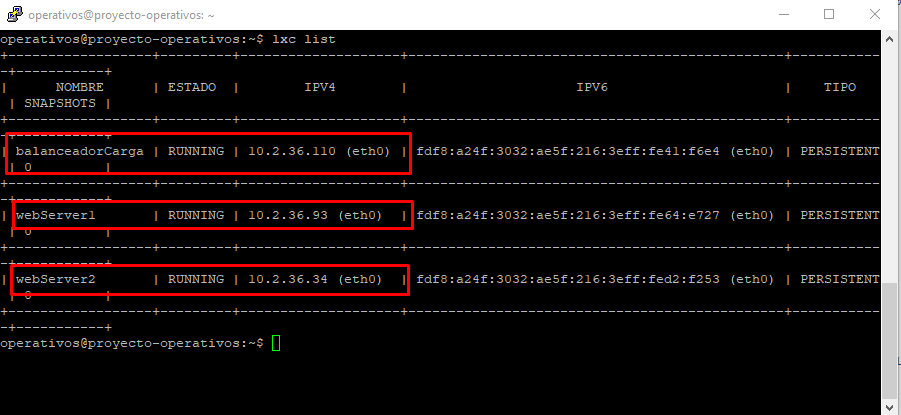 operativos@proyecto-operativos: ~
operativos@proyecto-operativos:~$ lxc list
+-----------------+---------+--------------------+-----------------------------------------------+-----------
-+-----------+
| NOMBRE | ESTADO | IPV4 | IPV6 | TIPO
| SNAPSHOTS |
+-----------------+---------+--------------------+-----------------------------------------------+-----------
-+-----------+
| balanceadorCarga | RUNNING | 10.2.36.110 (eth0) | fdf8:a24f:3032:ae5f:216:3eff:fe41:f6e4 (eth0) | PERSISTENT
| 0 |
+-----------------+---------+--------------------+-----------------------------------------------+-----------
-+-----------+
| webServer1 | RUNNING | 10.2.36.93 (eth0) | fdf8:a24f:3032:ae5f:216:3eff:fe64:e727 (eth0) | PERSISTENT
| 0 |
+-----------------+---------+--------------------+-----------------------------------------------+-----------
-+-----------+
| webServer2 | RUNNING | 10.2.36.34 (eth0) | fdf8:a24f:3032:ae5f:216:3eff:fed2:f253 (eth0) | PERSISTENT
| 0 |
+-----------------+---------+--------------------+-----------------------------------------------+-----------
-+-----------+
operativos@proyecto-operativos:~$